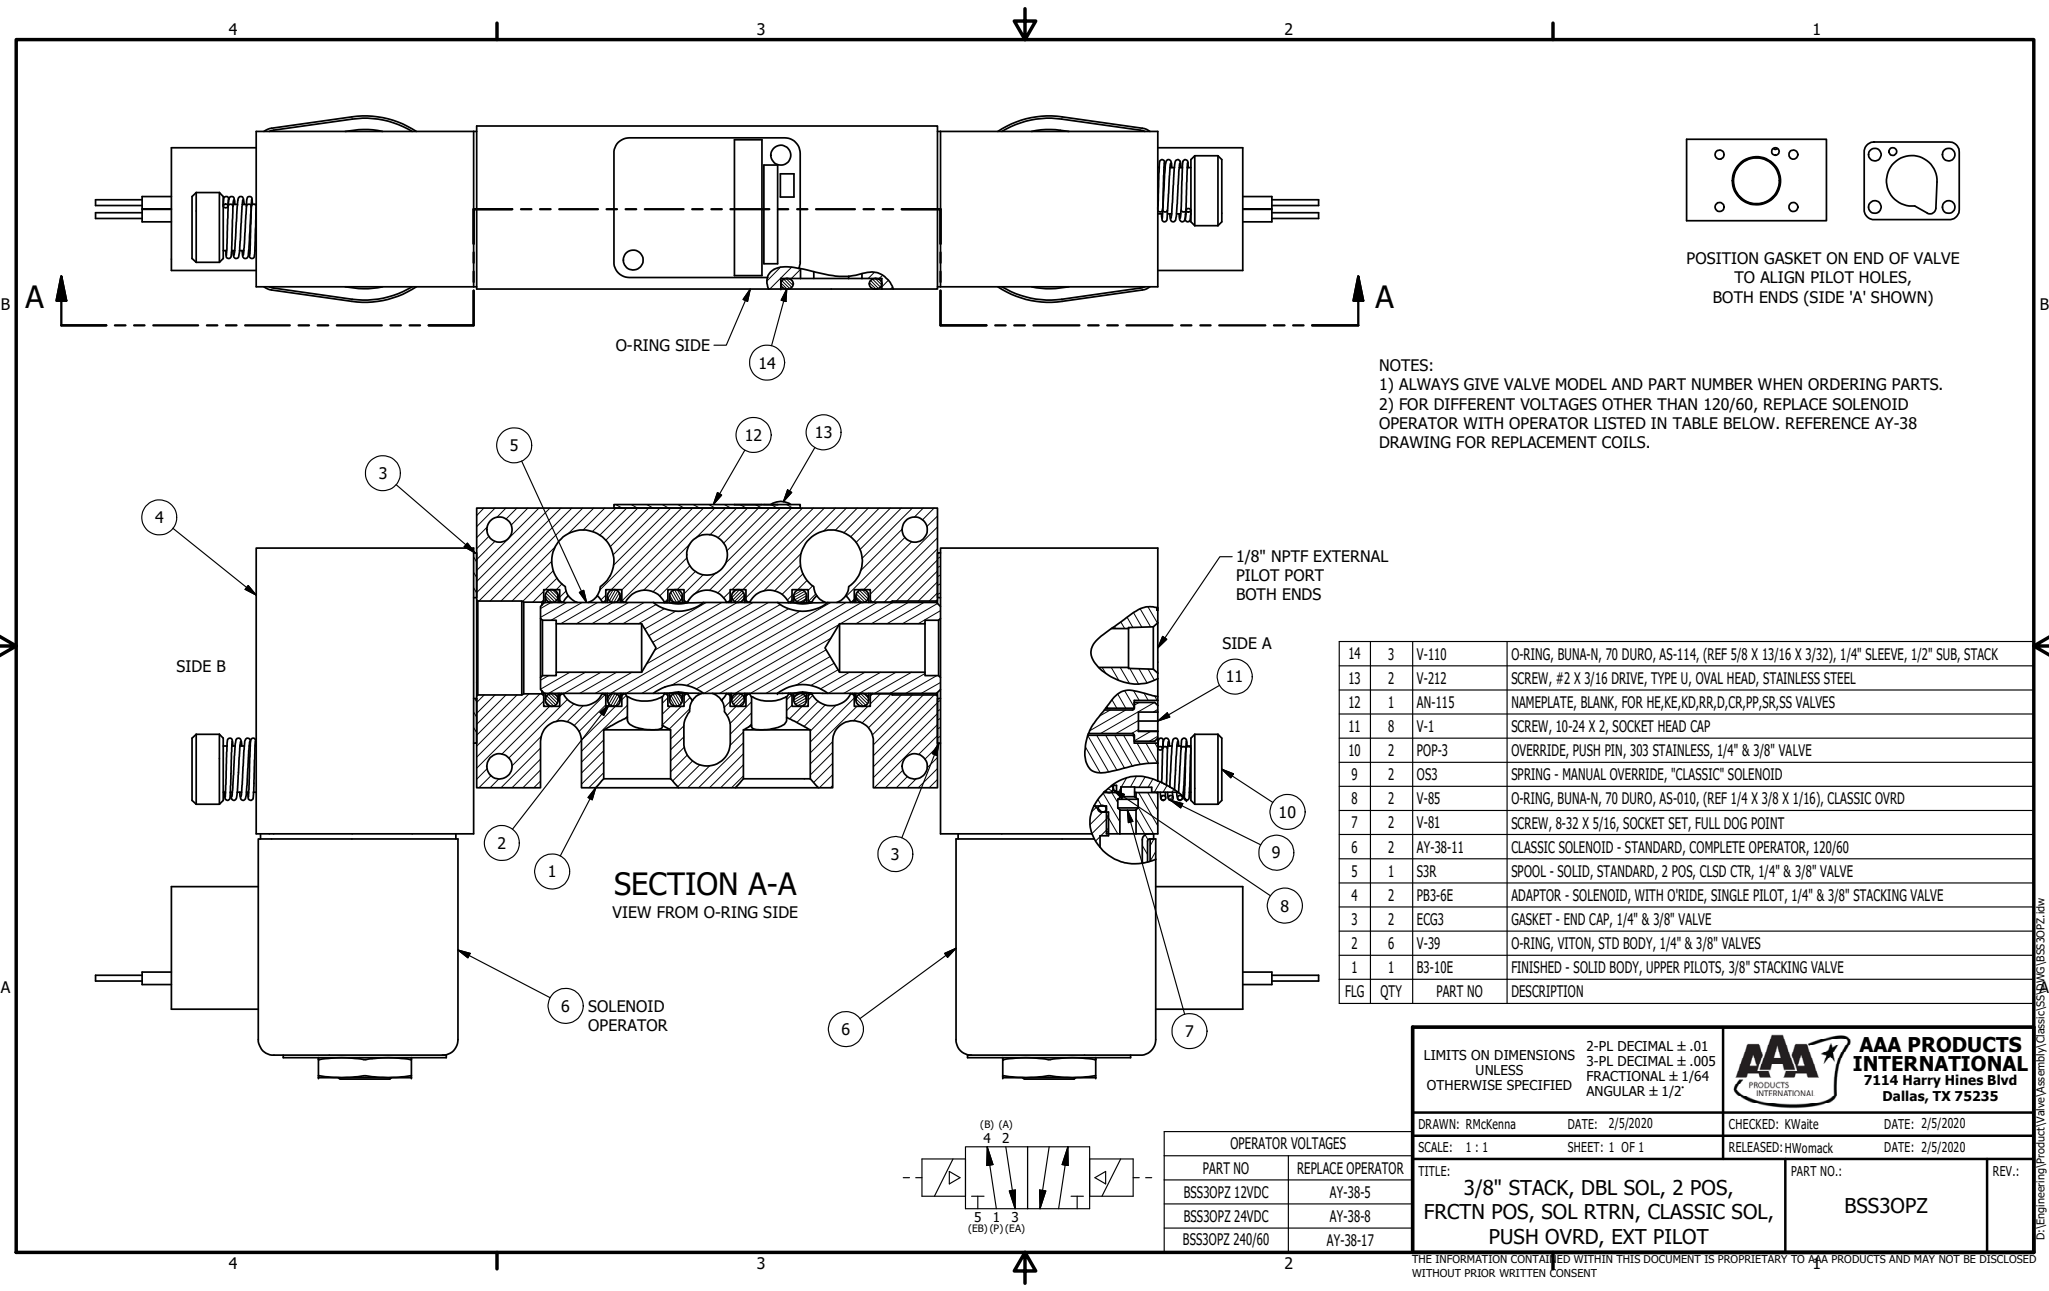 4
3
2
1
B
A
A
B
O-RING SIDE
14
POSITION GASKET ON END OF VALVE
TO ALIGN PILOT HOLES,
BOTH ENDS (SIDE 'A' SHOWN)
NOTES:
1) ALWAYS GIVE VALVE MODEL AND PART NUMBER WHEN ORDERING PARTS.
2) FOR DIFFERENT VOLTAGES OTHER THAN 120/60, REPLACE SOLENOID
OPERATOR WITH OPERATOR LISTED IN TABLE BELOW. REFERENCE AY-38
DRAWING FOR REPLACEMENT COILS.
4
3
5
12
13
1/8" NPTF EXTERNAL
PILOT PORT
BOTH ENDS
SIDE B
SIDE A
11
10
9
8
7
2
1
3
SECTION A-A
VIEW FROM O-RING SIDE
6 SOLENOID
OPERATOR
6
14 3 V-110 O-RING, BUNA-N, 70 DURO, AS-114, (REF 5/8 X 13/16 X 3/32), 1/4" SLEEVE, 1/2" SUB, STACK
13 2 V-212 SCREW, #2 X 3/16 DRIVE, TYPE U, OVAL HEAD, STAINLESS STEEL
12 1 AN-115 NAMEPLATE, BLANK, FOR HE,KE,KD,RR,D,CR,PP,SR,SS VALVES
11 8 V-1 SCREW, 10-24 X 2, SOCKET HEAD CAP
10 2 POP-3 OVERRIDE, PUSH PIN, 303 STAINLESS, 1/4" & 3/8" VALVE
9 2 OS3 SPRING - MANUAL OVERRIDE, "CLASSIC" SOLENOID
8 2 V-85 O-RING, BUNA-N, 70 DURO, AS-010, (REF 1/4 X 3/8 X 1/16), CLASSIC OVRD
7 2 V-81 SCREW, 8-32 X 5/16, SOCKET SET, FULL DOG POINT
6 2 AY-38-11 CLASSIC SOLENOID - STANDARD, COMPLETE OPERATOR, 120/60
5 1 S3R SPOOL - SOLID, STANDARD, 2 POS, CLSD CTR, 1/4" & 3/8" VALVE
4 2 PB3-6E ADAPTOR - SOLENOID, WITH O'RIDE, SINGLE PILOT, 1/4" & 3/8" STACKING VALVE
3 2 ECG3 GASKET - END CAP, 1/4" & 3/8" VALVE
2 6 V-39 O-RING, VITON, STD BODY, 1/4" & 3/8" VALVES
1 1 B3-10E FINISHED - SOLID BODY, UPPER PILOTS, 3/8" STACKING VALVE
FLG QTY PART NO DESCRIPTION
A
A
(B) (A)
4 2
5 1 3
(EB) (P) (EA)
OPERATOR VOLTAGES
PART NO REPLACE OPERATOR
BSS3OPZ 12VDC AY-38-5
BSS3OPZ 24VDC AY-38-8
BSS3OPZ 240/60 AY-38-17
LIMITS ON DIMENSIONS
UNLESS
OTHERWISE SPECIFIED
2-PL DECIMAL ± .01
3-PL DECIMAL ± .005
FRACTIONAL ± 1/64
ANGULAR ± 1/2°
AAA
PRODUCTS
INTERNATIONAL
AAA PRODUCTS
INTERNATIONAL
7114 Harry Hines Blvd
Dallas, TX 75235
DRAWN: RMcKenna DATE: 2/5/2020 CHECKED: KWaite DATE: 2/5/2020
SCALE: 1 : 1 SHEET: 1 OF 1 RELEASED: HWomack DATE: 2/5/2020
TITLE:
3/8" STACK, DBL SOL, 2 POS,
FRCTN POS, SOL RTRN, CLASSIC SOL,
PUSH OVRD, EXT PILOT
PART NO.:
BSS3OPZ
REV.:
D:\Engineering\Product\Valve\Assembly\Classic\SS\DWG\BSS3OPZ.idw
4
3
2
1
THE INFORMATION CONTAINED WITHIN THIS DOCUMENT IS PROPRIETARY TO AAA PRODUCTS AND MAY NOT BE DISCLOSED
WITHOUT PRIOR WRITTEN CONSENT